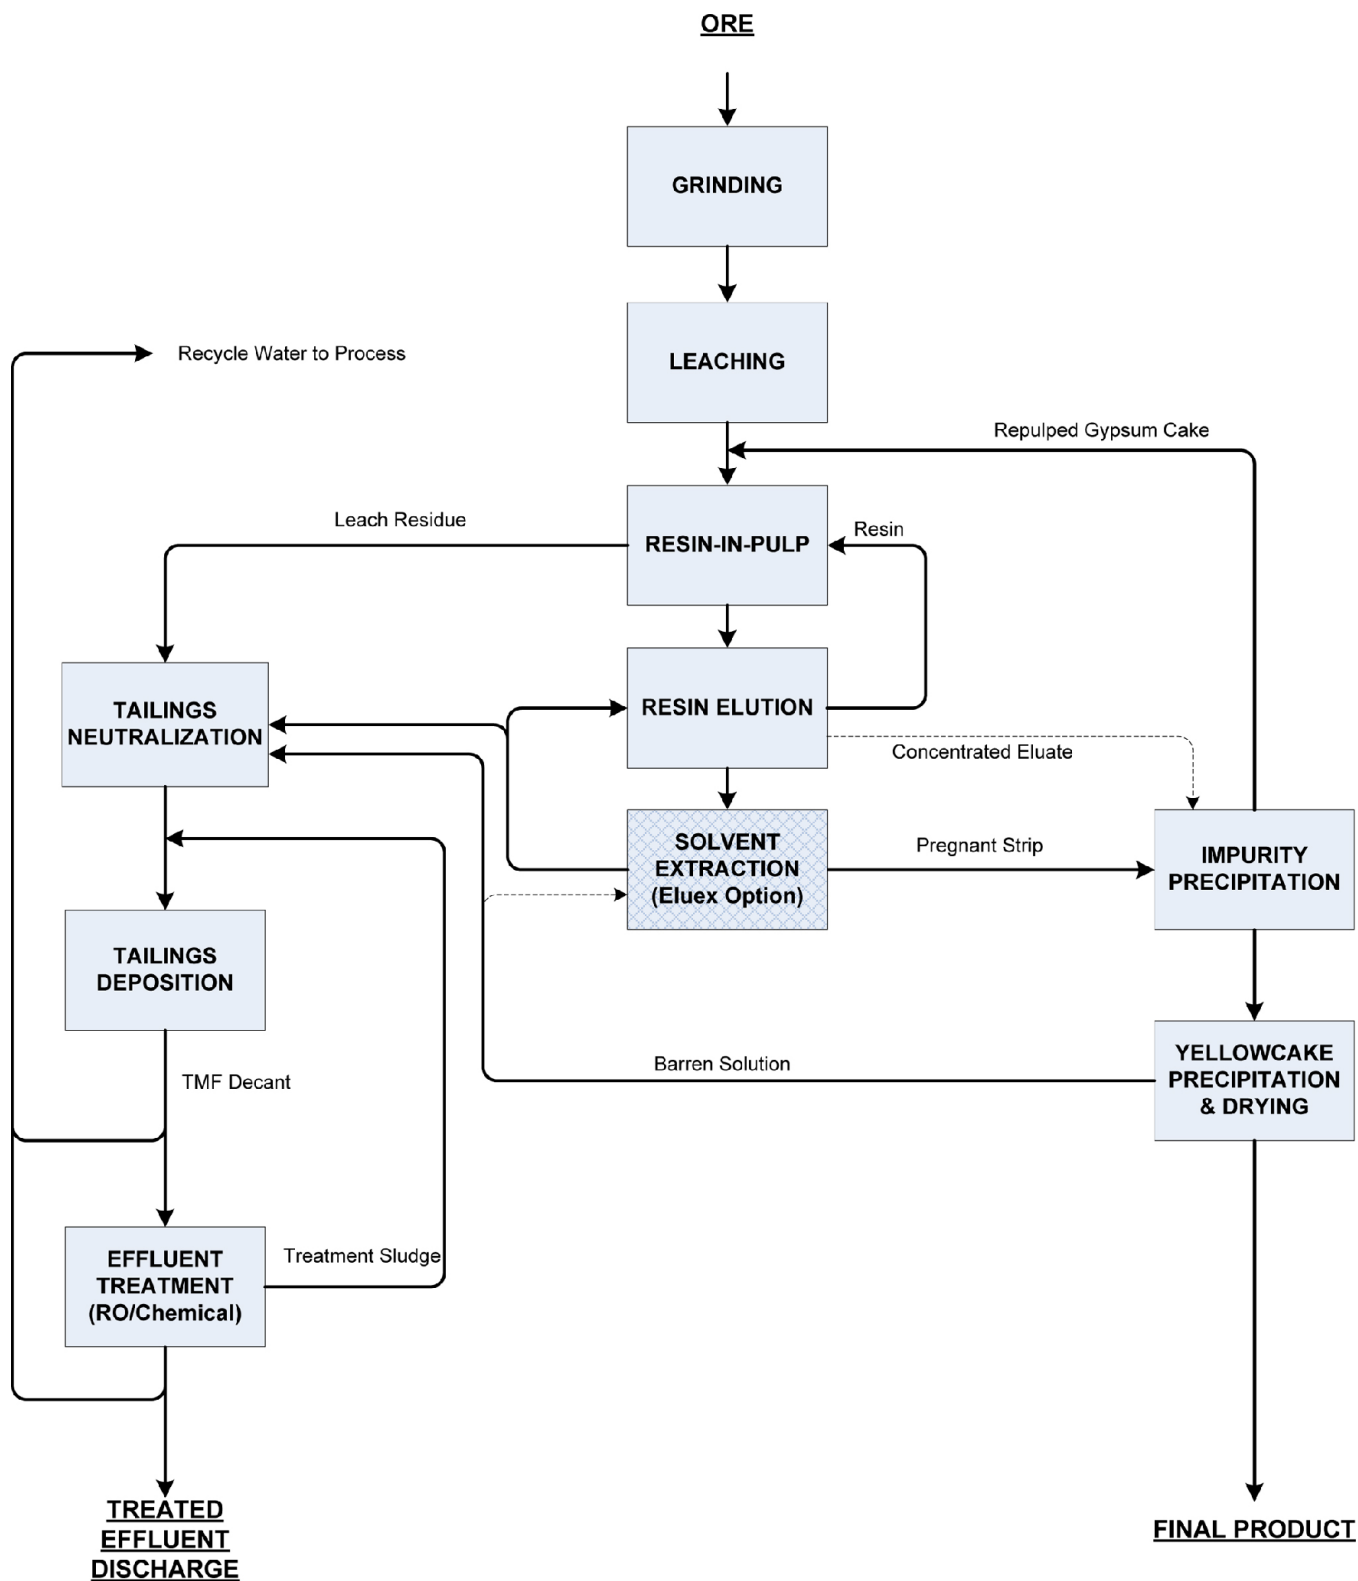 ORE
GRINDING
LEACHING
Recycle Water to Process
Repulped Gypsum Cake
Leach Residue
RESIN-IN-PULP
Resin
TAILINGS
NEUTRALIZATION
RESIN ELUTION
Concentrated Eluate
SOLVENT
EXTRACTION
(Eluex Option)
Pregnant Strip
IMPURITY
PRECIPITATION
TAILINGS
DEPOSITION
TMF Decant
Barren Solution
YELLOWCAKE
PRECIPITATION
& DRYING
EFFLUENT
TREATMENT
(RO/Chemical)
Treatment Sludge
TREATED
EFFLUENT
DISCHARGE
FINAL PRODUCT